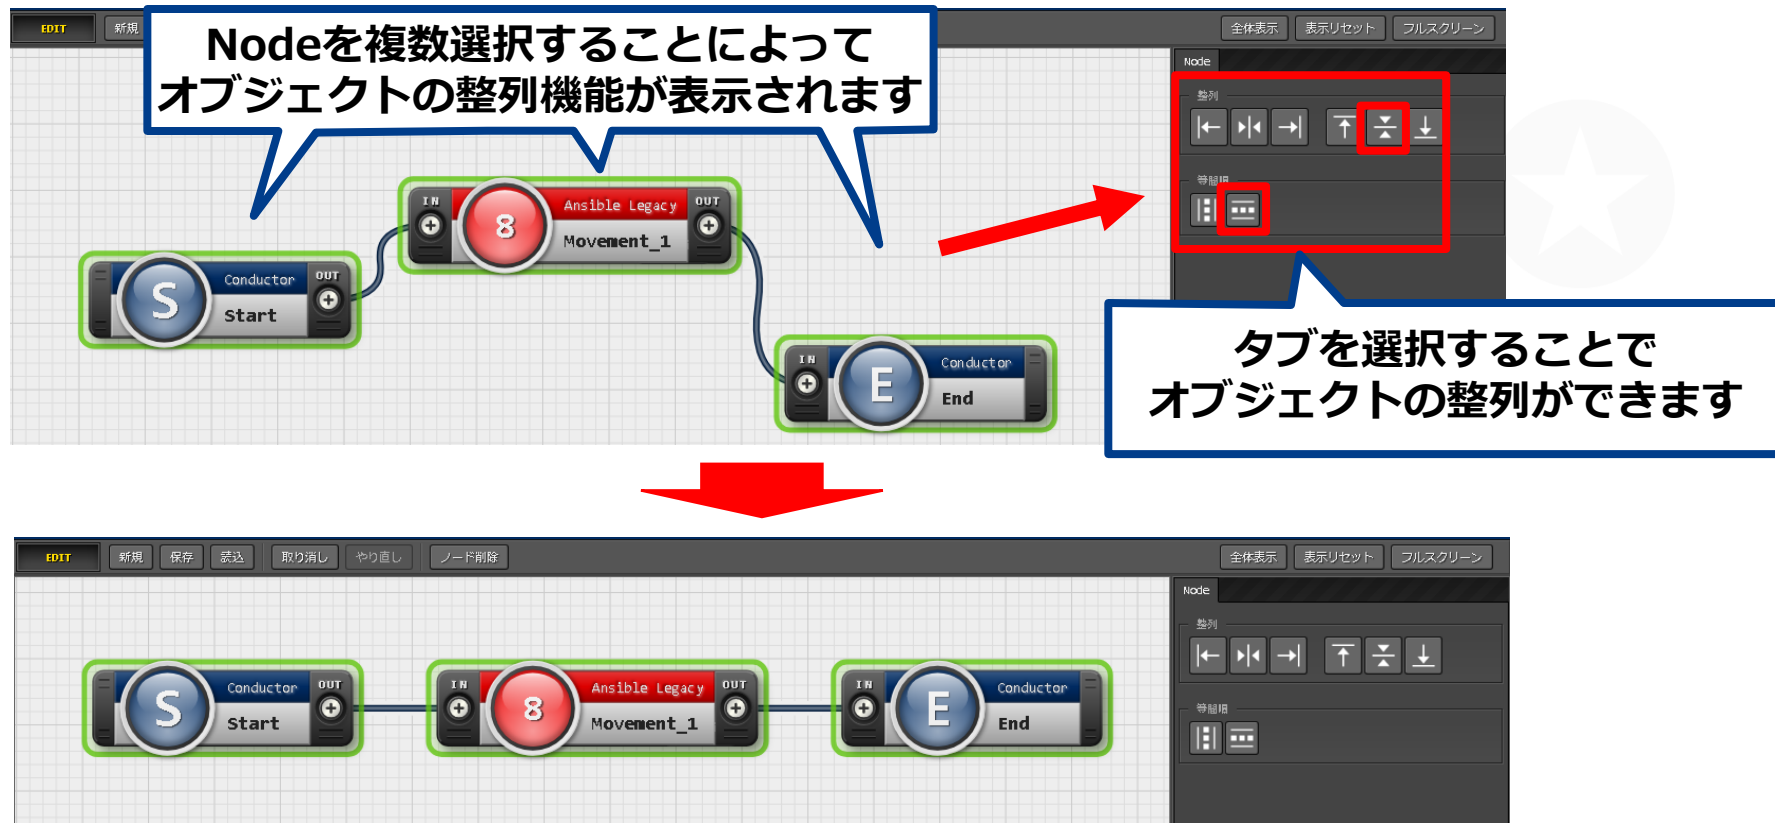 EDIT
新規
Nodeを複数選択することによって
オブジェクトの整列機能が表示されます
全体表示
表示リセット
フルスクリーン
Node
整列
等間隔
IN
8
Ansible Legacy
Movement_1
OUT
S
Conductor
Start
OUT
IN
E
Conductor
End
タブを選択することで
オブジェクトの整列ができます
EDIT
新規
保存
読込
取り消し
やり直し
ノード削除
全体表示
表示リセット
フルスクリーン
Node
整列
等間隔
S
Conductor
Start
OUT
IN
8
Ansible Legacy
Movement_1
OUT
IN
E
Conductor
End